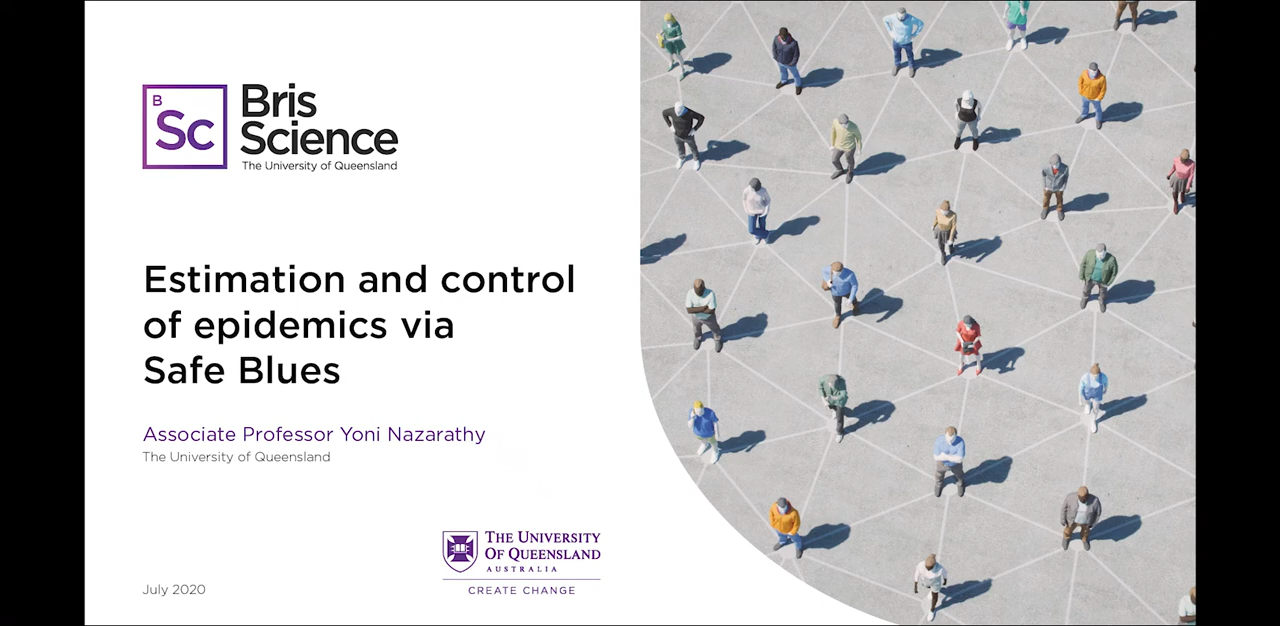 B
Sc
Bris
Science
The University of Queensland
Estimation and control
of epidemics via
Safe Blues
Associate Professor Yoni Nazarathy
The University of Queensland
July 2020
THE UNIVERSITY
OF QUEENSLAND
AUSTRALIA
CREATE CHANGE